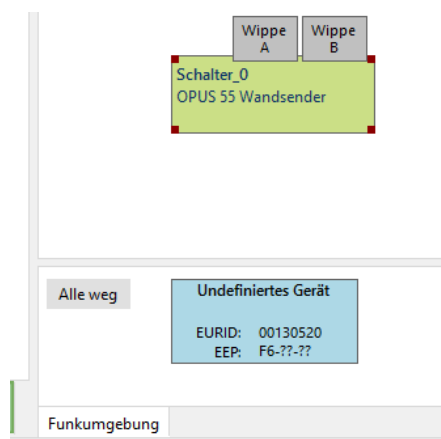 Wippe
A
Wippe
B
Schalter_0
OPUS 55 Wandsender
Alle weg
Undefiniertes Gerät
EURID: 00130520
EEP: F6-??-??
Funkumgebung